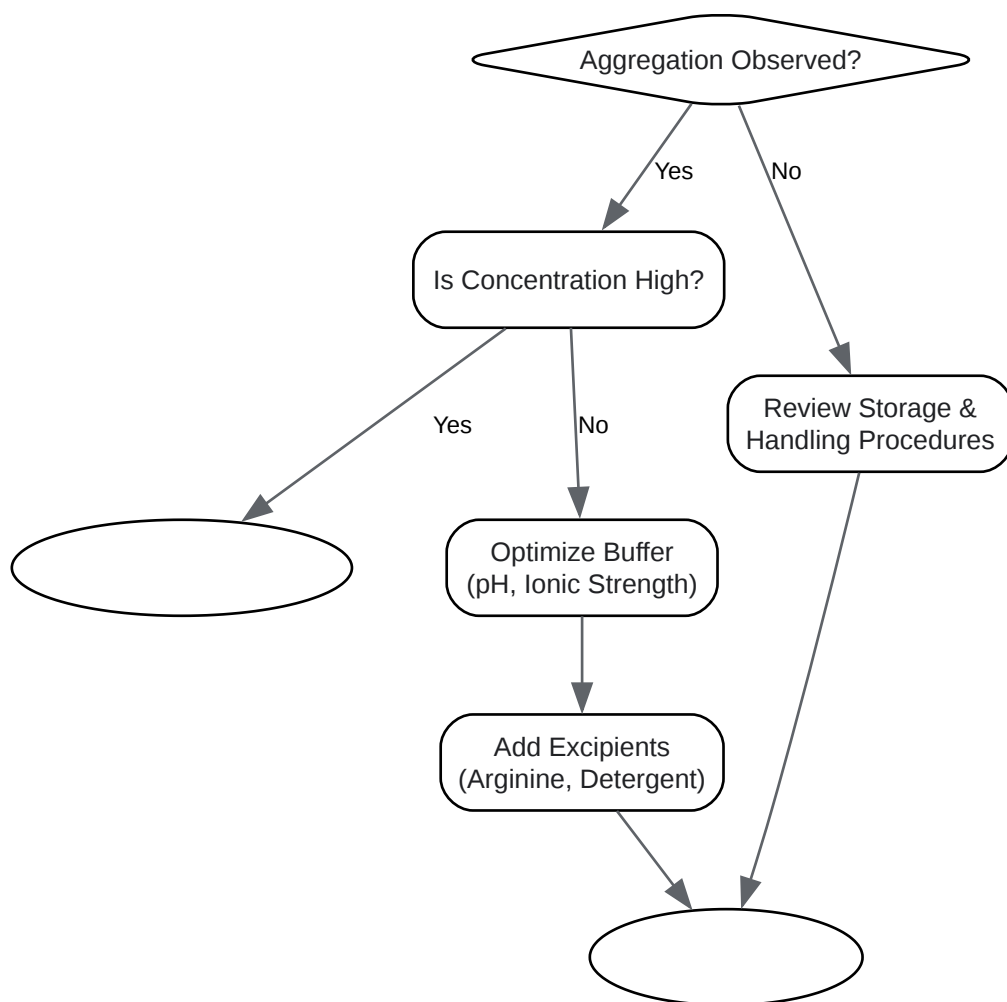 Aggregation Observed?
Yes
No
Is Concentration High?
Review Storage &
Handling Procedures
Yes
No
Optimize Buffer
(pH, Ionic Strength)
Add Excipients
(Arginine, Detergent)